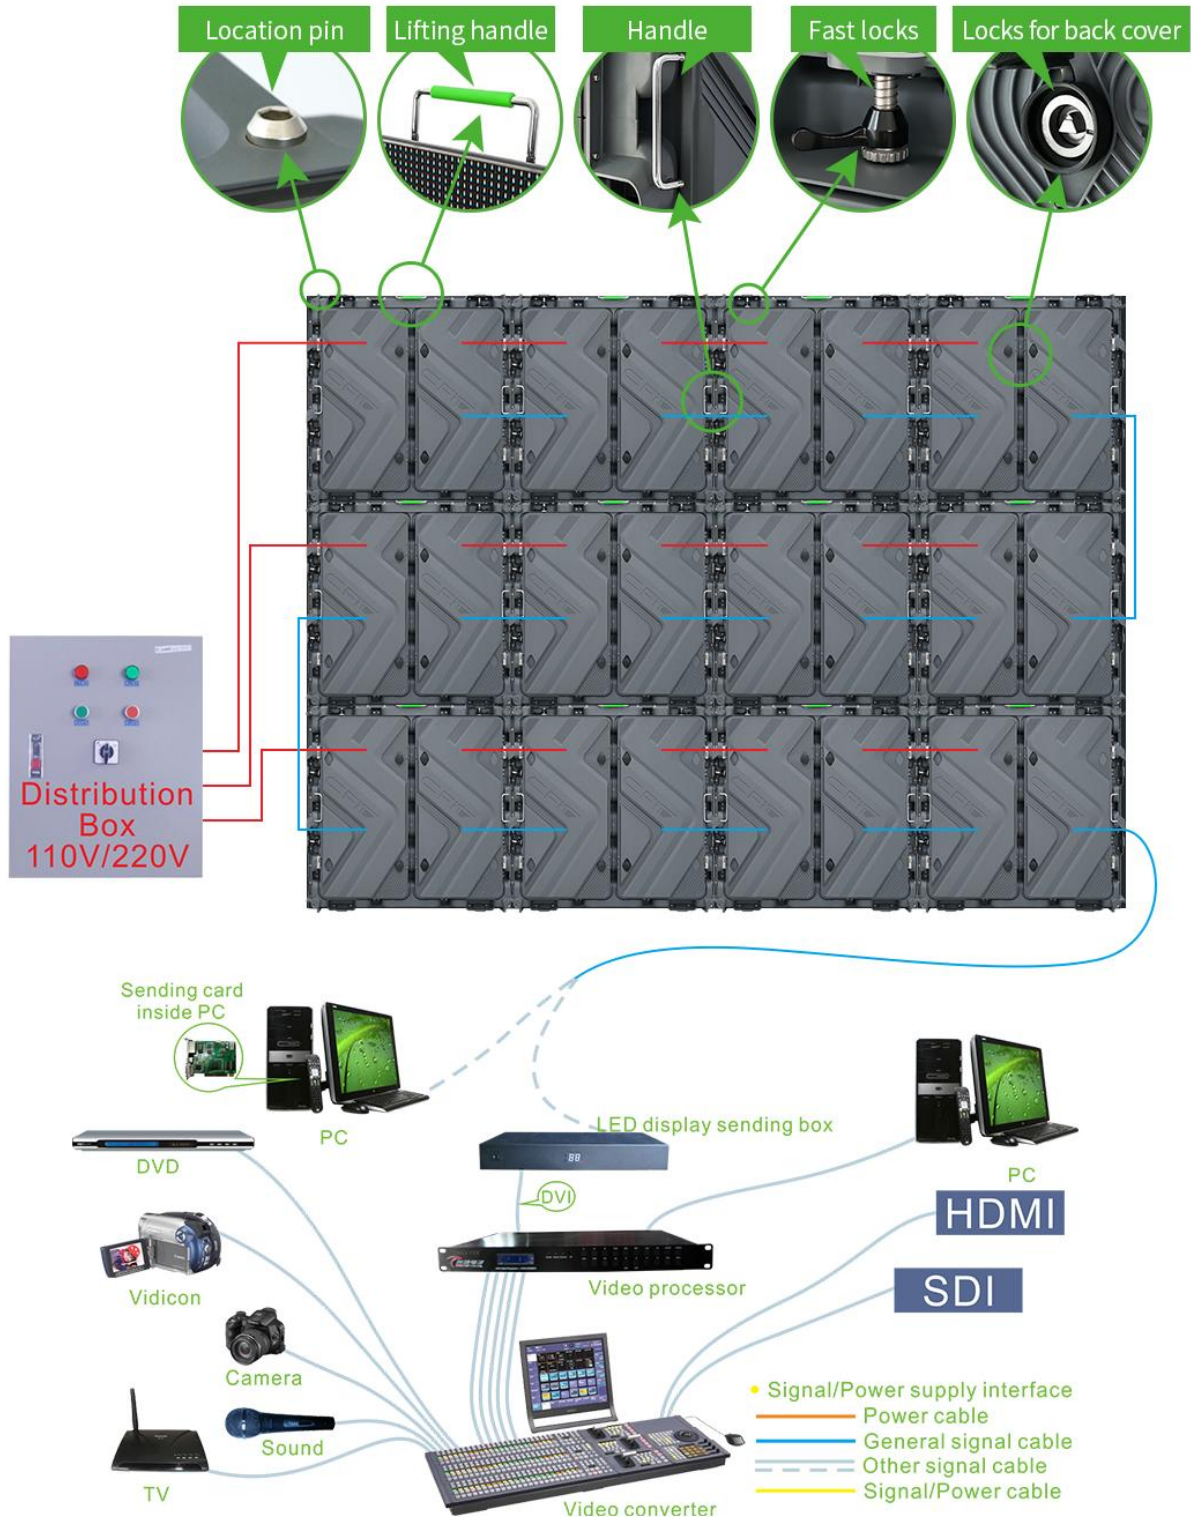 Location pin
Lifting handle
Handle
Fast locks
Locks for back cover
Distribution
Box
110V/220V
Sending card
inside PC
PC
DVD
LED display sending box
DVI
PC
HDMI
Vidicon
Video processor
SDI
Camera
Sound
TV
Video converter
Signal/Power supply interface
Power cable
General signal cable
Other signal cable
Signal/Power cable